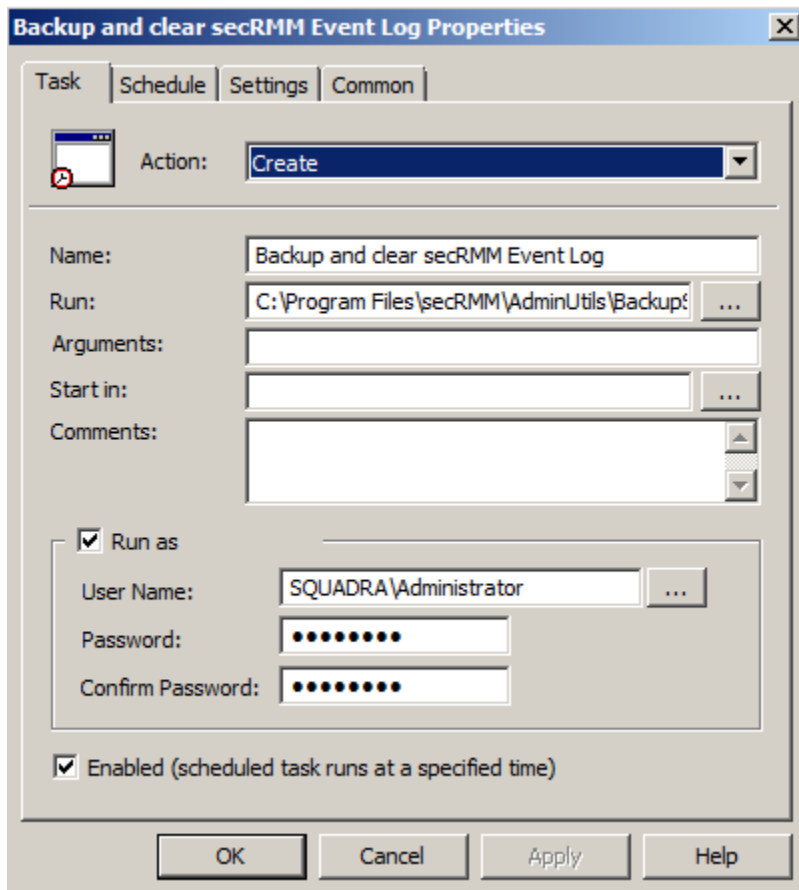 Backup and clear secRMM Event Log Properties
Task Schedule Settings Common
Action: Create
Name: Backup and clear secRMM Event Log
Run: C:\Program Files\secRMM\AdminUtils\BackupS ...
Arguments:
Start in: ...
Comments:
Run as
User Name: SQUADRA\Administrator ...
Password: ●●●●●●●●
Confirm Password: ●●●●●●●●
Enabled (scheduled task runs at a specified time)
OK Cancel Apply Help